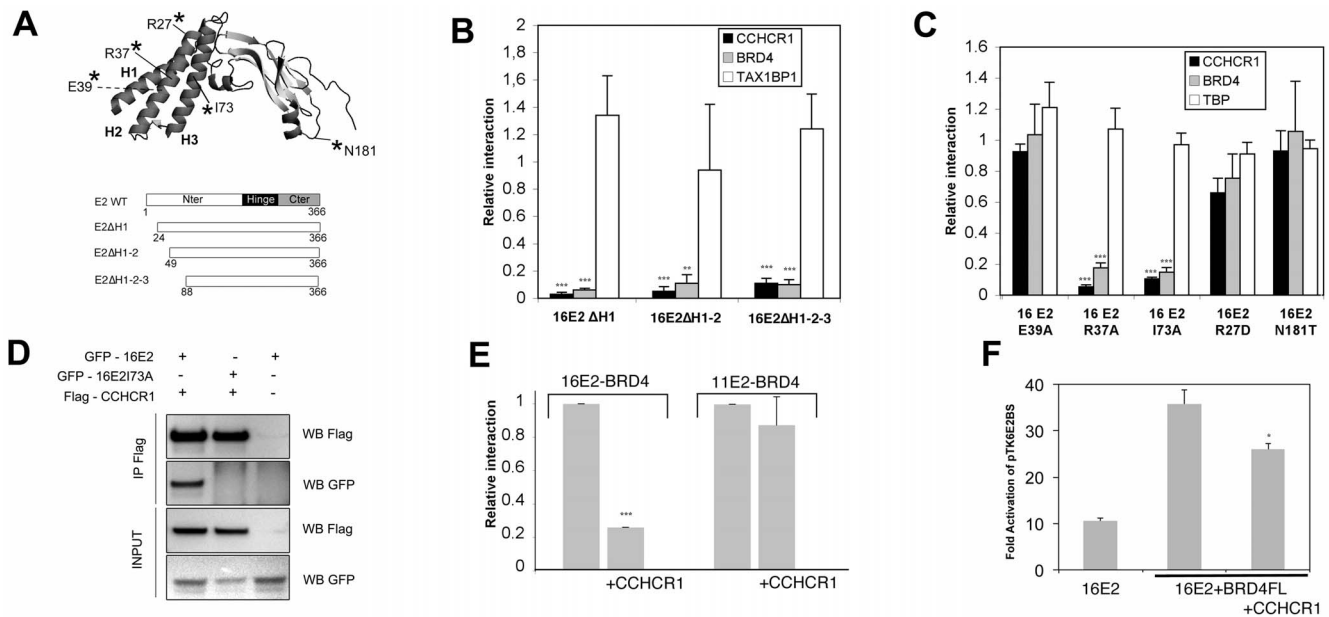 A
R27*
R37*
H1
E39*
*I73
H2
H3
*N181
Nter Hinge Cter
E2 WT
1 366
E2ΔH1
24 366
E2ΔH1-2
49 366
E2ΔH1-2-3
88 366
B
Relative interaction
1,8
1,6
1.4
1.2
1
0.8
0.6
0.4
0.2
0
CCHCR1
BRD4
TAX1BP1
*** ***
*** **
*** ***
16E2 ΔH1 16E2ΔH1-2 16E2ΔH1-2-3
C
Relative interaction
1.6
1.4
1.2
1
0.8
0.6
0.4
0.2
0
CCHCR1
BRD4
TBP
*** ***
*** ***
16 E2 16 E2 16 E2 16 E2 16 E2
E39A R37A I73A R27D N181T
D
GFP - 16E2 + - +
GFP - 16E2I73A - + -
Flag - CCHCR1 + + -
IP Flag
WB Flag
WB GFP
INPUT
WB Flag
WB GFP
E
16E2-BRD4 11E2-BRD4
Relative interaction
1
0.8
0.6
0.4
0.2
0
***
+CCHCR1 +CCHCR1
F
Fold Activation of pTK6E2BS
40
30
20
10
0
*
16E2 16E2+BRD4FL
+CCHCR1